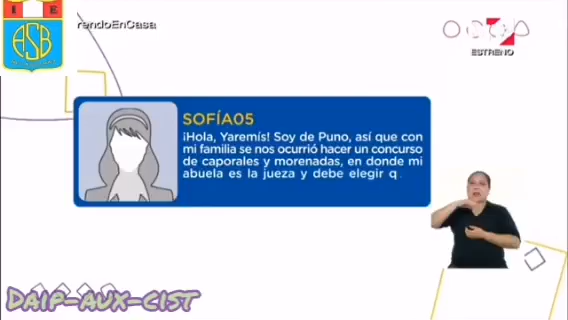 I E
ASB
rendoEnCasa
ESTRENO
SOFÍA05
¡Hola, Yaremís! Soy de Puno, así que con
mi familia se nos ocurrió hacer un concurso
de caporales y morenadas, en donde mi
abuela es la jueza y debe elegir q
DAIP-AUX-CIST